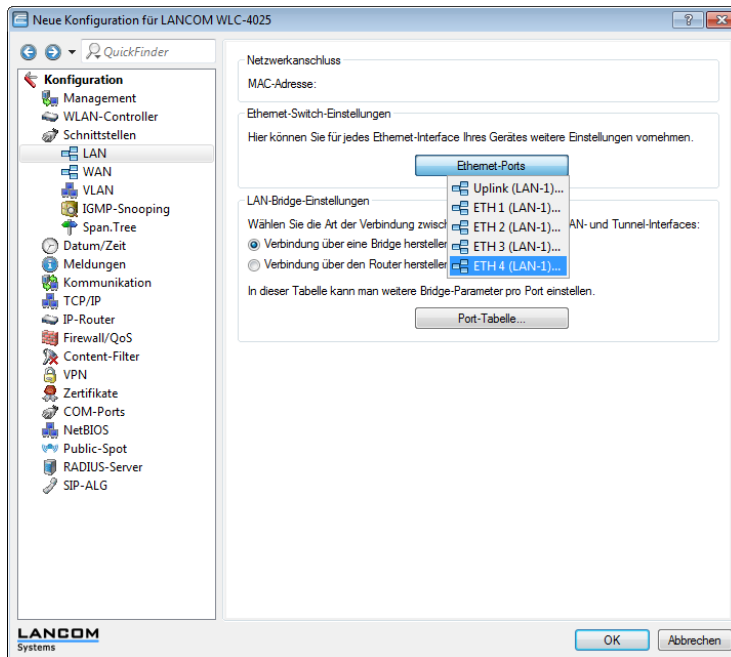 Neue Konfiguration für LANCOM WLC-4025
QuickFinder
Konfiguration
Management
WLAN-Controller
Schnittstellen
LAN
WAN
VLAN
IGMP-Snooping
Span.Tree
Datum/Zeit
Meldungen
Kommunikation
TCP/IP
IP-Router
Firewall/QoS
Content-Filter
VPN
Zertifikate
COM-Ports
NetBIOS
Public-Spot
RADIUS-Server
SIP-ALG
Netzwerkanschluss
MAC-Adresse:
Ethernet-Switch-Einstellungen
Hier können Sie für jedes Ethernet-Interface Ihres Gerätes weitere Einstellungen vornehmen.
Ethernet-Ports
Uplink (LAN-1)...
ETH 1 (LAN-1)...
ETH 2 (LAN-1)...
ETH 3 (LAN-1)...
ETH 4 (LAN-1)...
LAN-Bridge-Einstellungen
Wählen Sie die Art der Verbindung zwisc AN- und Tunnel-Interfaces:
Verbindung über eine Bridge hersteller
Verbindung über den Router hersteller
In dieser Tabelle kann man weitere Bridge-Parameter pro Port einstellen.
Port-Tabelle...
LANCOM
Systems
OK
Abbrechen